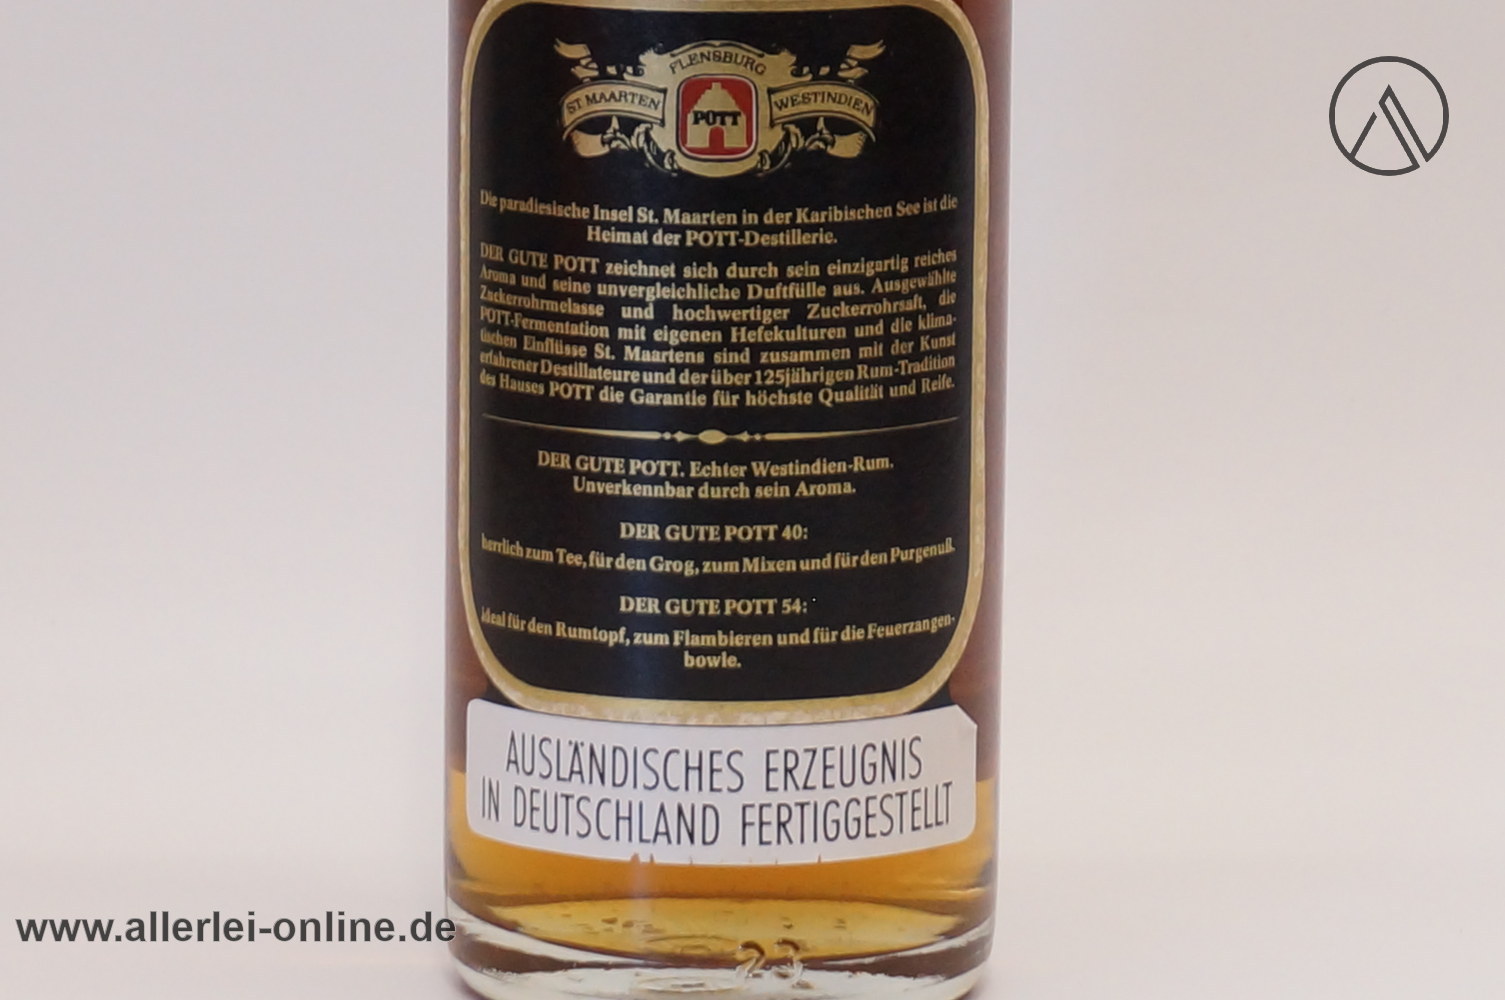 FLENSBURG
ST. MAARTEN
WESTINDIEN
POTT
Die paradiesische Insel St. Maarten in der Karibischen See ist die
Heimat der POTT-Destillerie.
DER GUTE POTT zeichnet sich durch sein einzigartig reiches
Aroma und seine unvergleichliche Duftfülle aus. Ausgewählte
Zuckerrohrmelasse und hochwertiger Zuckerrohrsaft, die
POTT-Fermentation mit eigenen Hefekulturen und die klima-
tischen Einflüsse St. Maartens sind zusammen mit der Kunst
erfahrener Destillateure und der über 125jährigen Rum-Tradition
des Hauses POTT die Garantie für höchste Qualität und Reife.
DER GUTE POTT. Echter Westindien-Rum.
Unverkennbar durch sein Aroma.
DER GUTE POTT 40:
herrlich zum Tee, für den Grog, zum Mixen und für den Purgenuß.
DER GUTE POTT 54:
ideal für den Rumtopf, zum Flambieren und für die Feuerzangen-
bowle.
AUSLÄNDISCHES ERZEUGNIS
IN DEUTSCHLAND FERTIGGESTELLT
www.allerlei-online.de
23